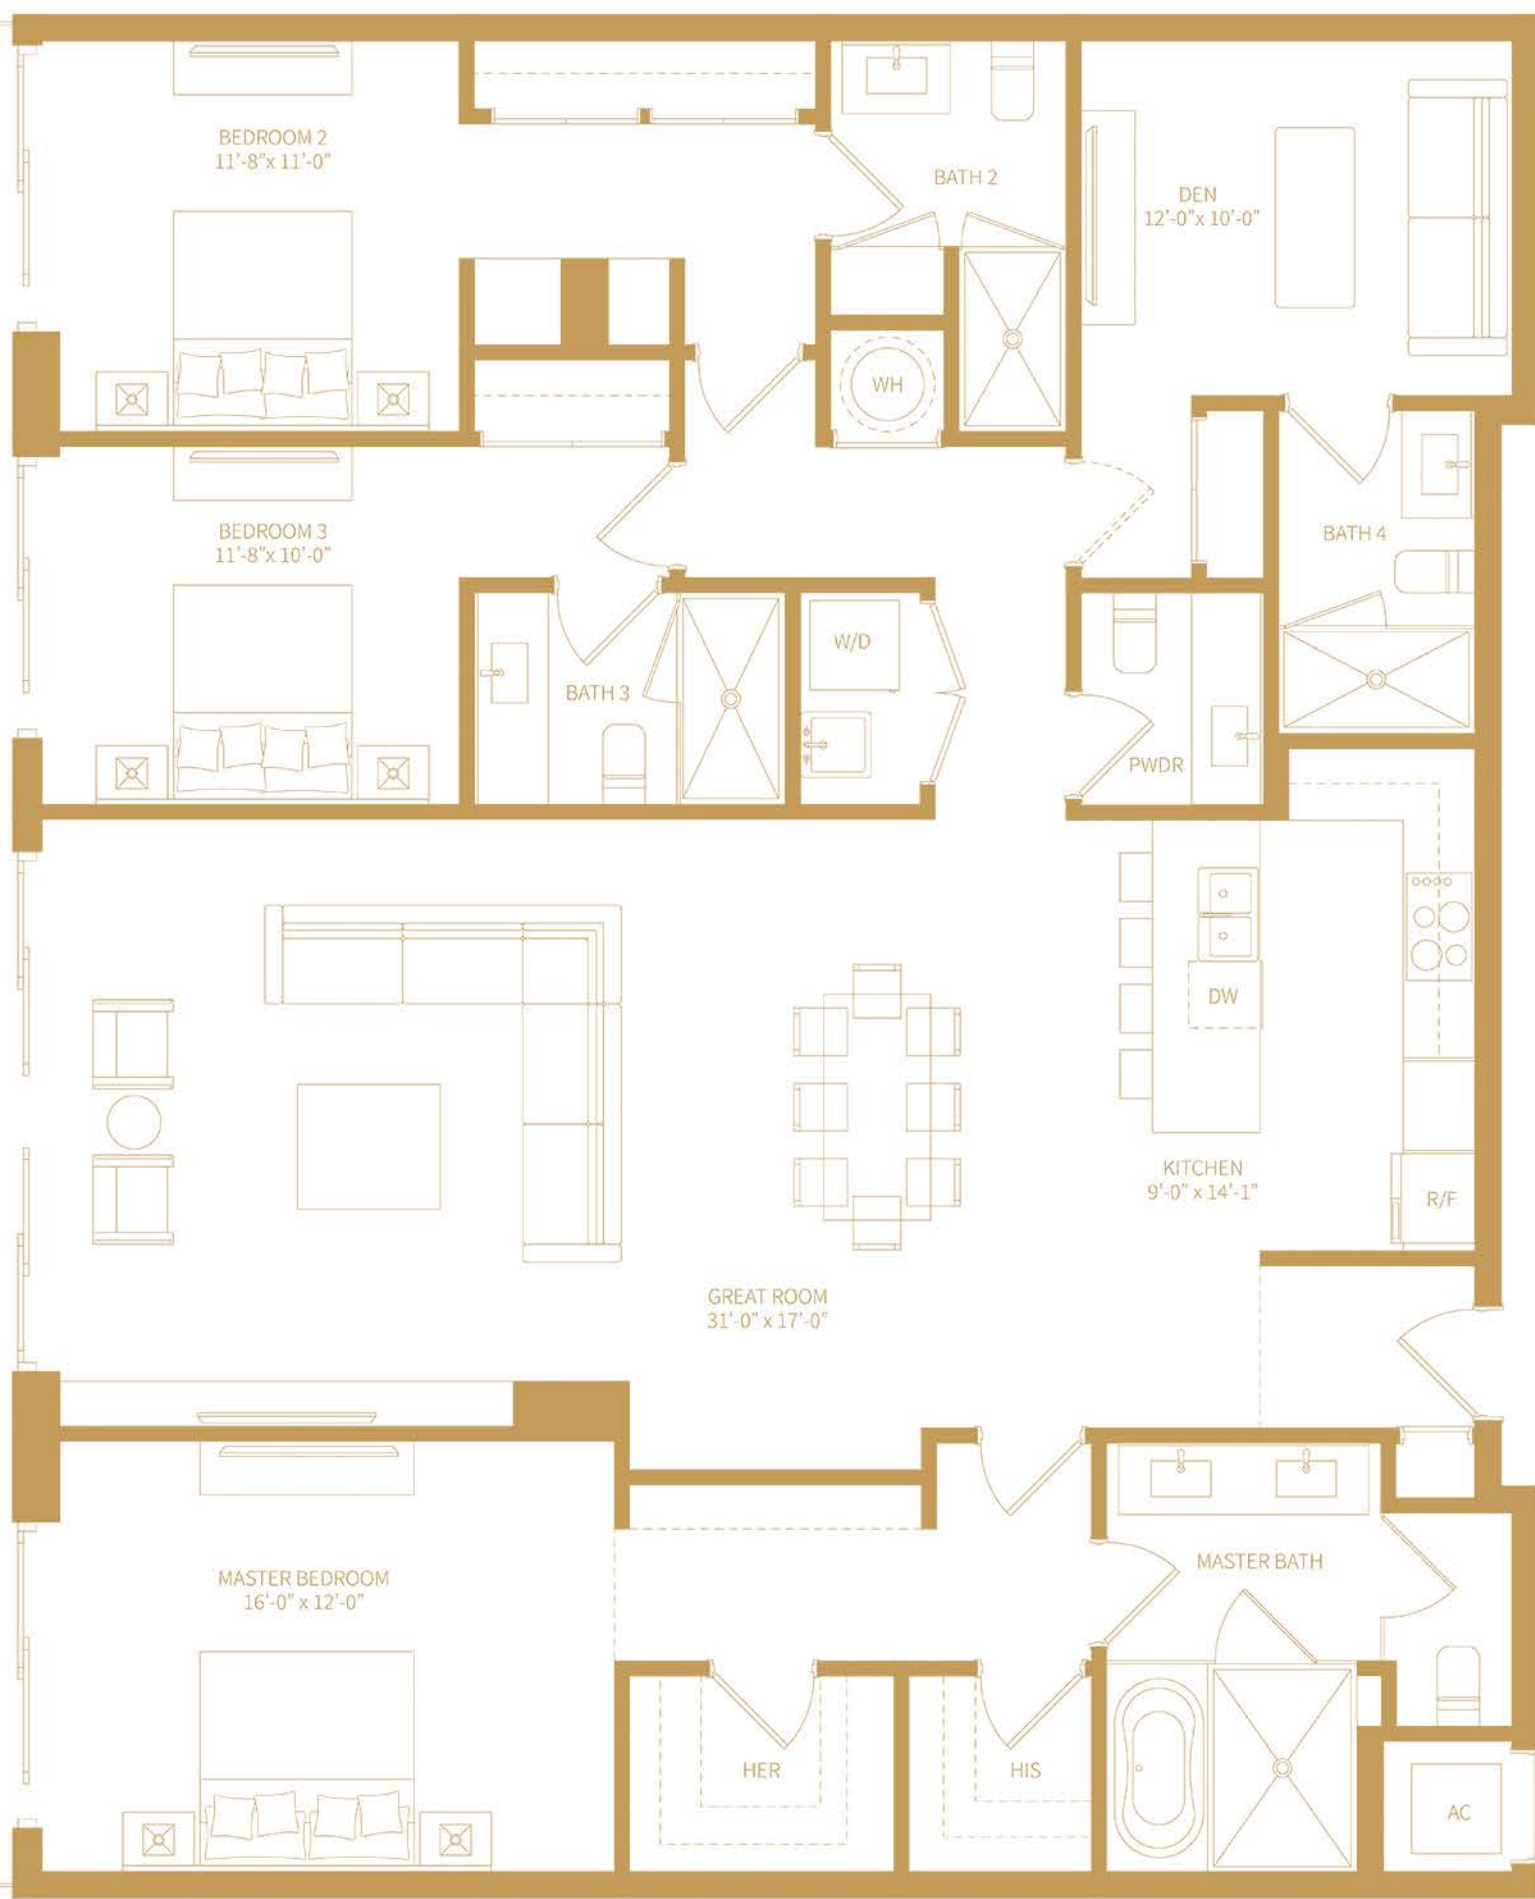 BEDROOM 2
11'-8"x 11'-0"
BATH 2
DEN
12'-0"x 10'-0"
WH
BEDROOM 3
11'-8"x 10'-0"
BATH 4
W/D
BATH 3
PWDR
DW
KITCHEN
9'-0" x 14'-1"
R/F
GREAT ROOM
31'-0" x 17'-0"
MASTER BEDROOM
16'-0" x 12'-0"
MASTER BATH
HER
HIS
AC